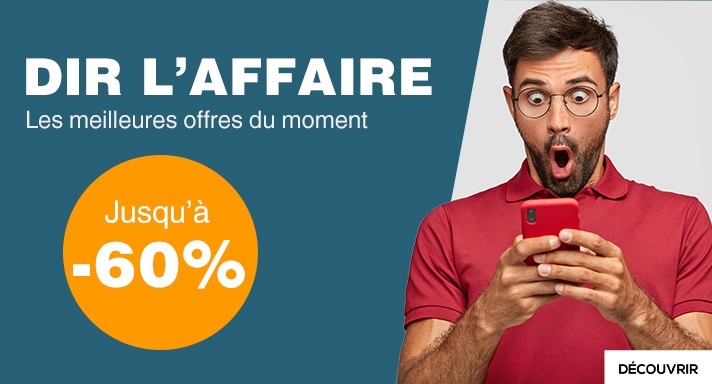 DIR L’AFFAIRE
Les meilleures offres du moment
Jusqu’à
-60%
DÉCOUVRIR